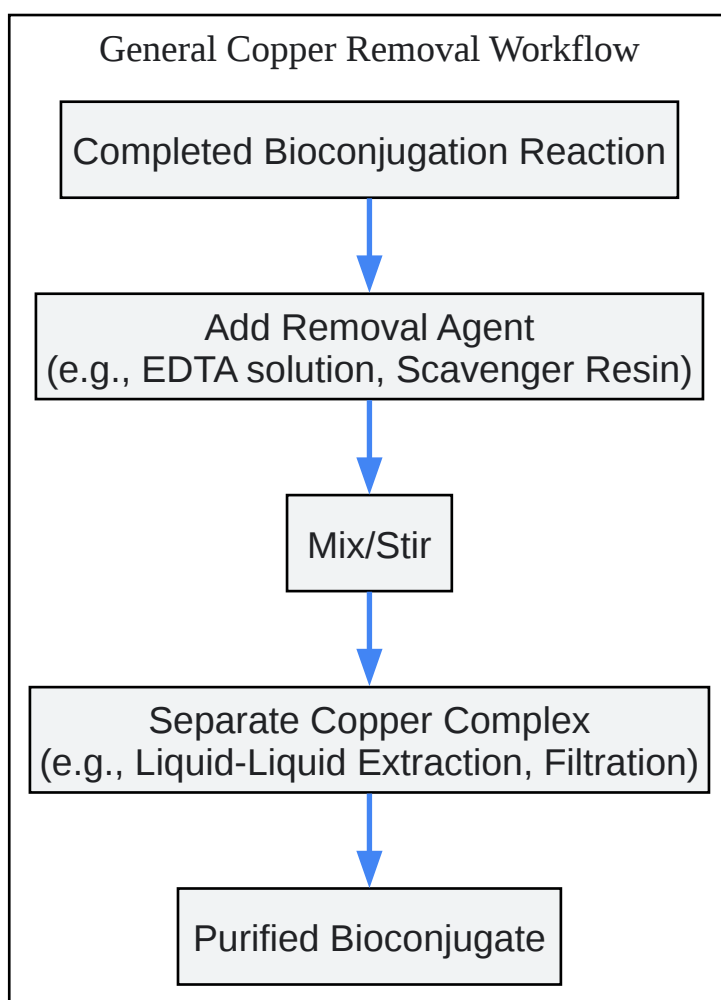 General Copper Removal Workflow
Completed Bioconjugation Reaction
Add Removal Agent
(e.g., EDTA solution, Scavenger Resin)
Mix/Stir
Separate Copper Complex
(e.g., Liquid-Liquid Extraction, Filtration)
Purified Bioconjugate